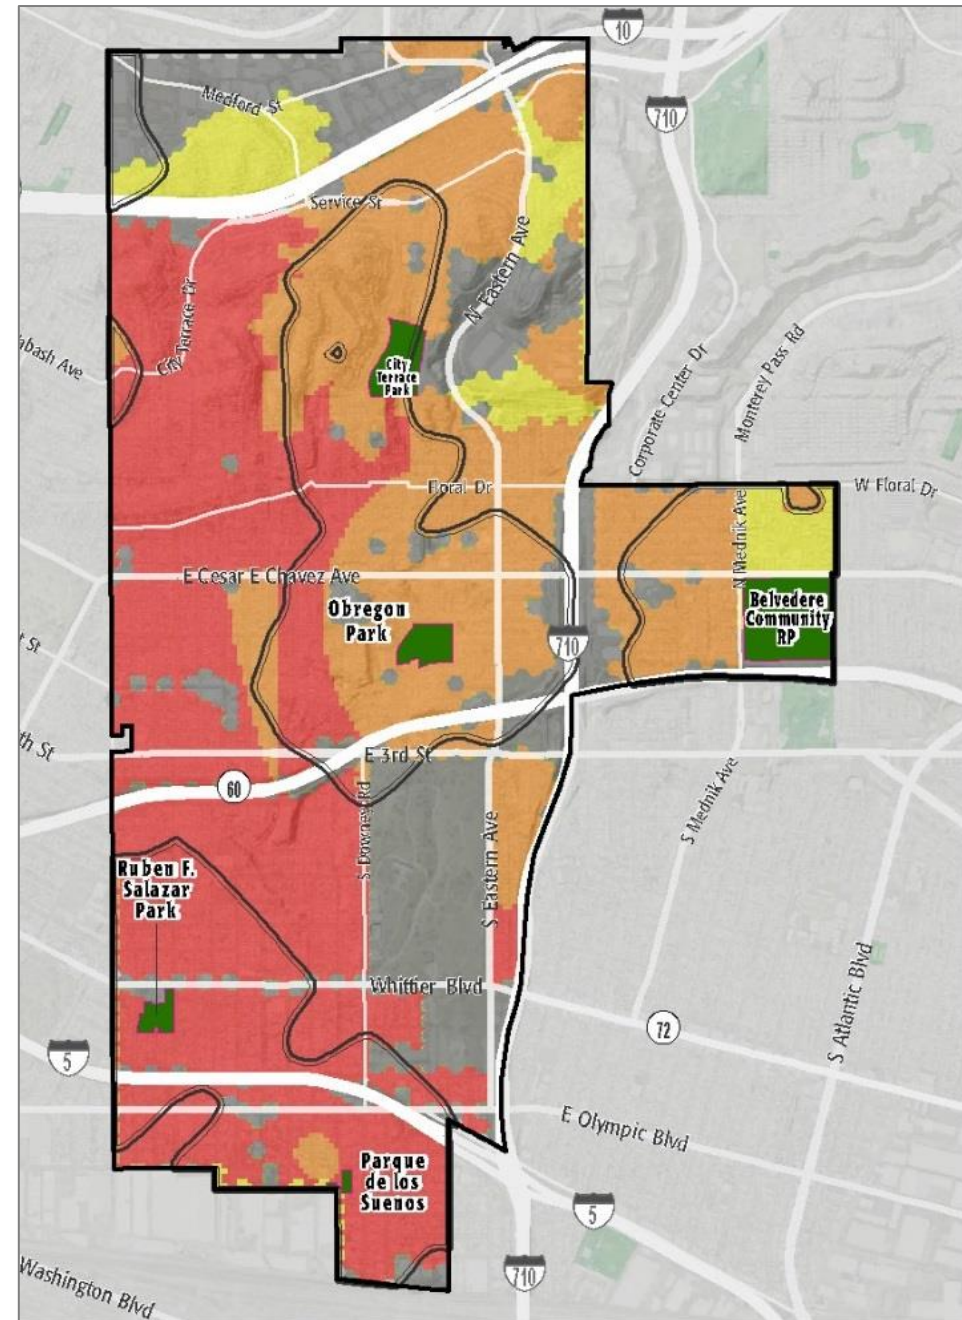 10
Medford St
710
Service St
N Eastern Ave
City Terrace Dr
abash Ave
City
Terrace
Park
Corporate Center Dr
Monterey Pass Rd
Floral Dr
W Floral Dr
N Mednik Ave
E Cesar E Chavez Ave
Obregon
Park
Belvedere
Community
RP
710
t St
th St
E 3rd St
60
S Downey Rd
S Eastern Ave
S Mednik Ave
Ruben F.
Salazar
Park
Whittier Blvd
72
S Atlantic Blvd
5
E Olympic Blvd
Parque
de los
Suenos
5
710
Washington Blvd